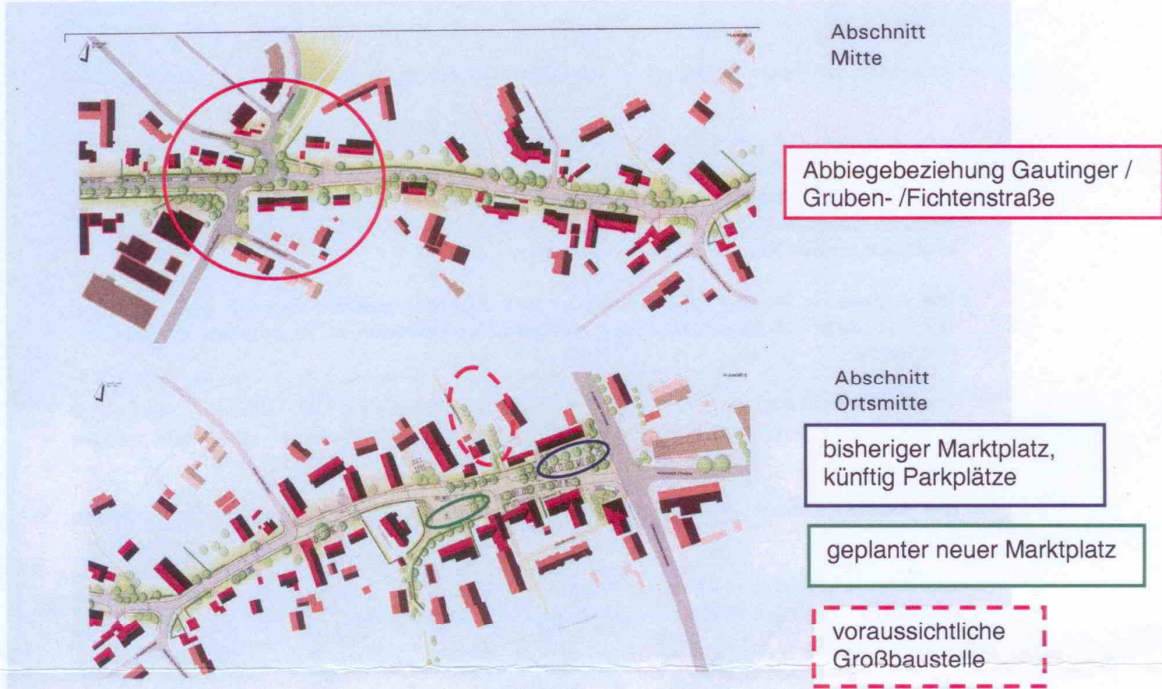 Abschnitt
Mitte
Abbiegebeziehung Gautinger /
Gruben- /Fichtenstraße
Abschnitt
Ortsmitte
bisheriger Marktplatz,
künftig Parkplätze
geplanter neuer Marktplatz
voraussichtliche
Großbaustelle